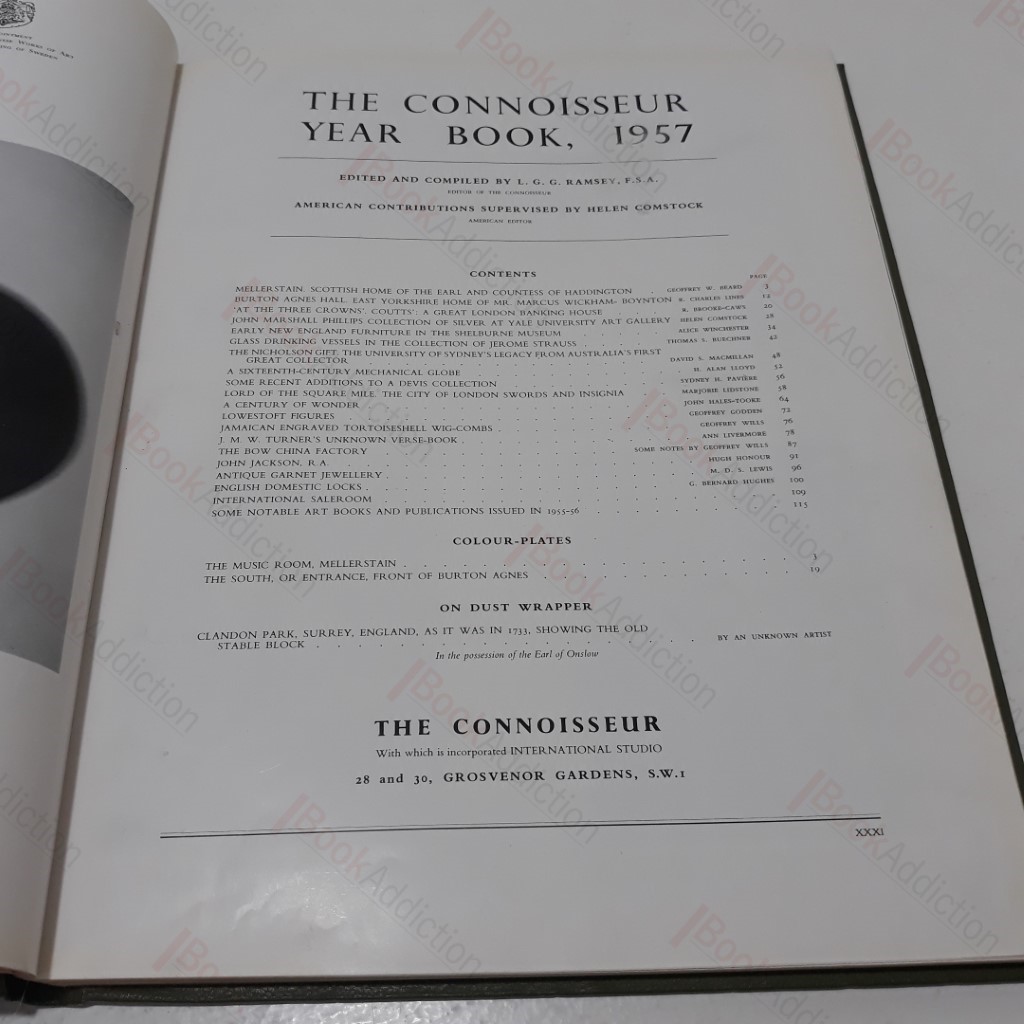 WORKS OF ART
OF SWEDEN
THE CONNOISSEUR
YEAR BOOK, 1957
EDITED AND COMPILED BY L. G. G. RAMSEY, F.S.A.
EDITOR OF THE CONNOISSEUR
AMERICAN CONTRIBUTIONS SUPERVISED BY HELEN COMSTOCK
AMERICAN EDITOR
CONTENTS
PAGE
MELLERSTAIN, SCOTTISH HOME OF THE EARL AND COUNTESS OF HADDINGTON . GEOFFREY W. BEARD 3
BURTON AGNES HALL, EAST YORKSHIRE HOME OF MR. MARCUS WICKHAM-BOYNTON R. CHARLES LINES 13
'AT THE THREE CROWNS', COUTTS': A GREAT LONDON BANKING HOUSE . R. BROOKE-CAWS 20
JOHN MARSHALL PHILLIPS COLLECTION OF SILVER AT YALE UNIVERSITY ART GALLERY HELEN COMSTOCK 28
EARLY NEW ENGLAND FURNITURE IN THE SHELBURNE MUSEUM . . . . ALICE WINCHESTER 34
GLASS DRINKING VESSELS IN THE COLLECTION OF JEROME STRAUSS . . . THOMAS S. BUECHNER 42
THE NICHOLSON GIFT, THE UNIVERSITY OF SYDNEY'S LEGACY FROM AUSTRALIA'S FIRST
GREAT COLLECTOR . . . . . . . . . DAVID S. MACMILLAN 48
A SIXTEENTH-CENTURY MECHANICAL GLOBE . . . . . . H. ALAN LLOYD 52
SOME RECENT ADDITIONS TO A DEVIS COLLECTION . . . . . SYDNEY H. PAVIÈRE 56
LORD OF THE SQUARE MILE, THE CITY OF LONDON SWORDS AND INSIGNIA MARJORIE LIDSTONE 58
A CENTURY OF WONDER . . . . . . . . . JOHN HALES-TOOKE 64
LOWESTOFT FIGURES . . . . . . . . . GEOFFREY GODDEN 72
JAMAICAN ENGRAVED TORTOISESHELL WIG-COMBS . . . . . GEOFFREY WILLS 76
J. M. W. TURNER'S UNKNOWN VERSE-BOOK . . . . . . ANN LIVERMORE 78
THE BOW CHINA FACTORY . . . . . SOME NOTES BY GEOFFREY WILLS 87
JOHN JACKSON, R.A. . . . . . . . . . HUGH HONOUR 91
ANTIQUE GARNET JEWELLERY . . . . . . . . M. D. S. LEWIS 96
ENGLISH DOMESTIC LOCKS . . . . . . . . G. BERNARD HUGHES 100
INTERNATIONAL SALEROOM . . . . . . . . . . 109
SOME NOTABLE ART BOOKS AND PUBLICATIONS ISSUED IN 1955-56 . . . . . . 113
COLOUR-PLATES
THE MUSIC ROOM, MELLERSTAIN . . . . . . . . . . 3
THE SOUTH, OR ENTRANCE, FRONT OF BURTON AGNES . . . . . . . 19
ON DUST WRAPPER
CLANDON PARK, SURREY, ENGLAND, AS IT WAS IN 1733, SHOWING THE OLD
STABLE BLOCK . . . . . . . . . . BY AN UNKNOWN ARTIST
In the possession of the Earl of Onslow
THE CONNOISSEUR
With which is incorporated INTERNATIONAL STUDIO
28 and 30, GROSVENOR GARDENS, S.W.1
XXXI
BookAddiction